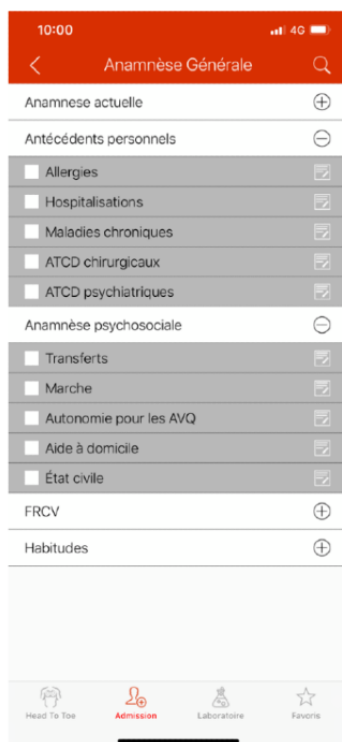 10:00
4G
Anamnèse Générale
Anamnese actuelle
Antécédents personnels
Allergies
Hospitalisations
Maladies chroniques
ATCD chirurgicaux
ATCD psychiatriques
Anamnèse psychosociale
Transferts
Marche
Autonomie pour les AVQ
Aide à domicile
État civile
FRCV
Habitudes
Head To Toe
Admission
Laboratoire
Favoris